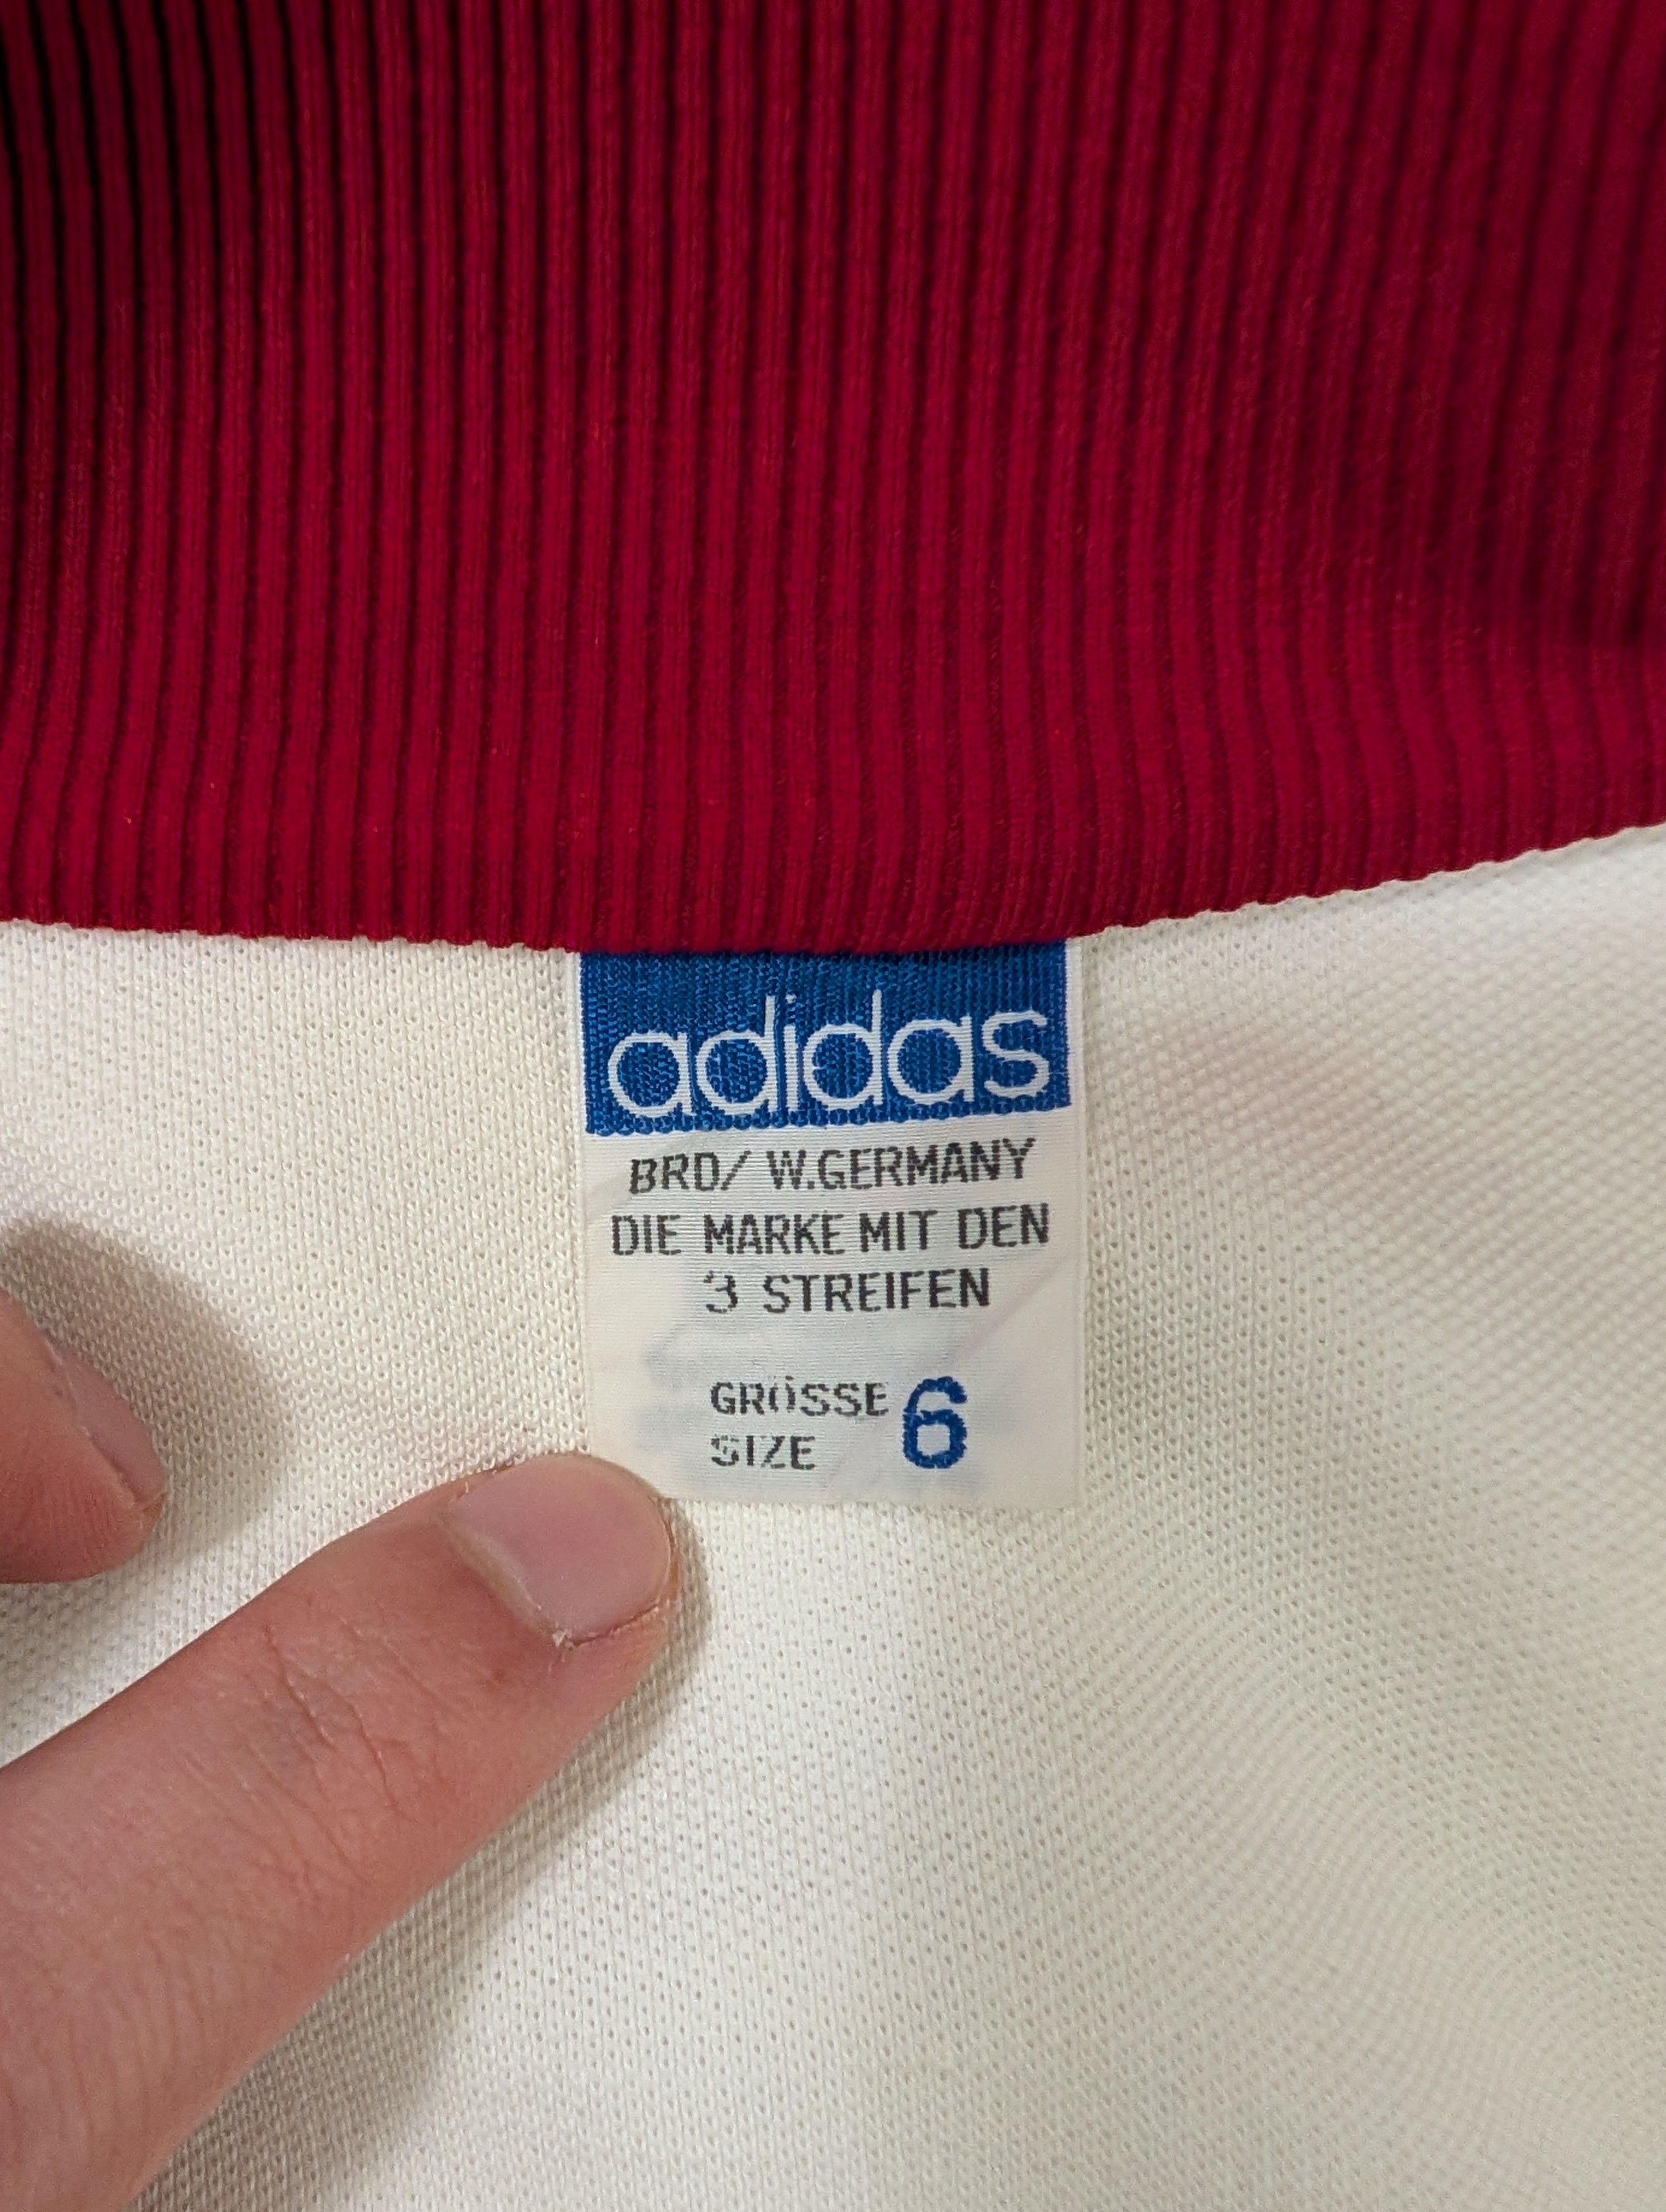 adidas
BRD/ W.GERMANY
DIE MARKE MIT DEN
3 STREIFEN
GRÖSSE 6
SIZE